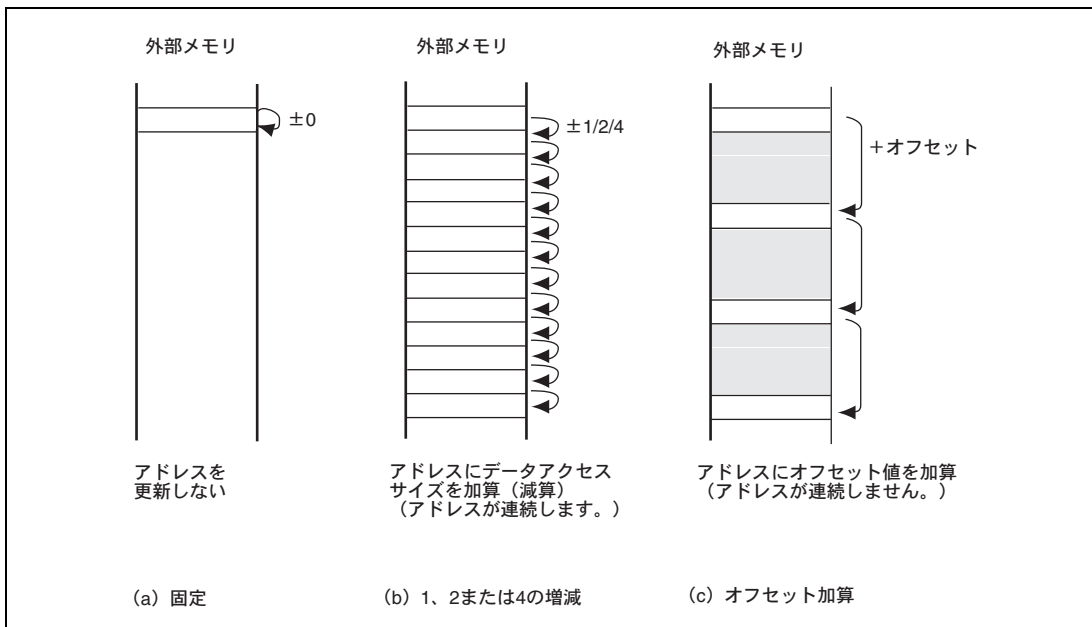 外部メモリ
±0
アドレスを
更新しない
(a) 固定
外部メモリ
±1/2/4
アドレスにデータアクセス
サイズを加算（減算）
（アドレスが連続します。）
(b) 1、2または4の増減
外部メモリ
＋オフセット
アドレスにオフセット値を加算
（アドレスが連続しません。）
(c) オフセット加算